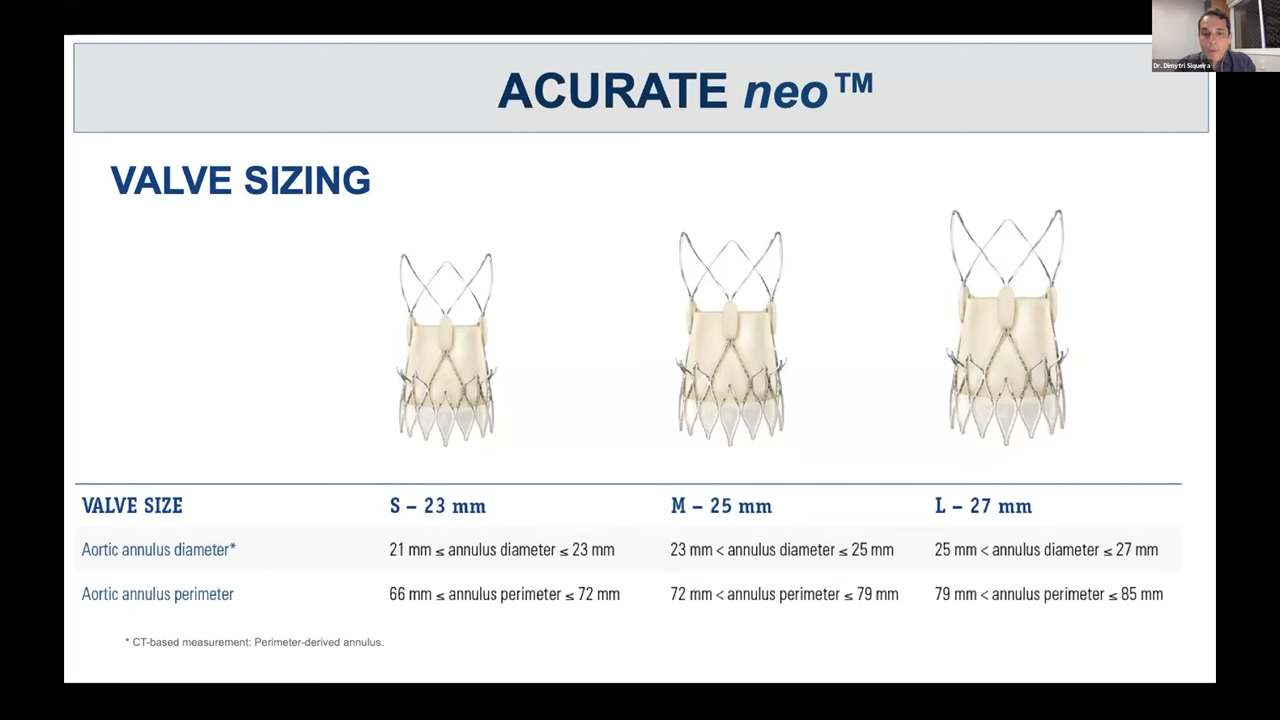 Dr. Dimytri Siqueira
ACURATE neo™
VALVE SIZING
VALVE SIZE S – 23 mm M – 25 mm L – 27 mm
Aortic annulus diameter* 21 mm ≤ annulus diameter ≤ 23 mm 23 mm < annulus diameter ≤ 25 mm 25 mm < annulus diameter ≤ 27 mm
Aortic annulus perimeter 66 mm ≤ annulus perimeter ≤ 72 mm 72 mm < annulus perimeter ≤ 79 mm 79 mm < annulus perimeter ≤ 85 mm
* CT-based measurement: Perimeter-derived annulus.